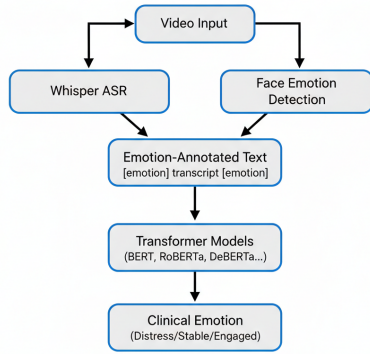 Video Input
Whisper ASR
Face Emotion
Detection
Emotion-Annotated Text
[emotion] transcript [emotion]
Transformer Models
(BERT, RoBERTa, DeBERTa...)
Clinical Emotion
(Distress/Stable/Engaged)